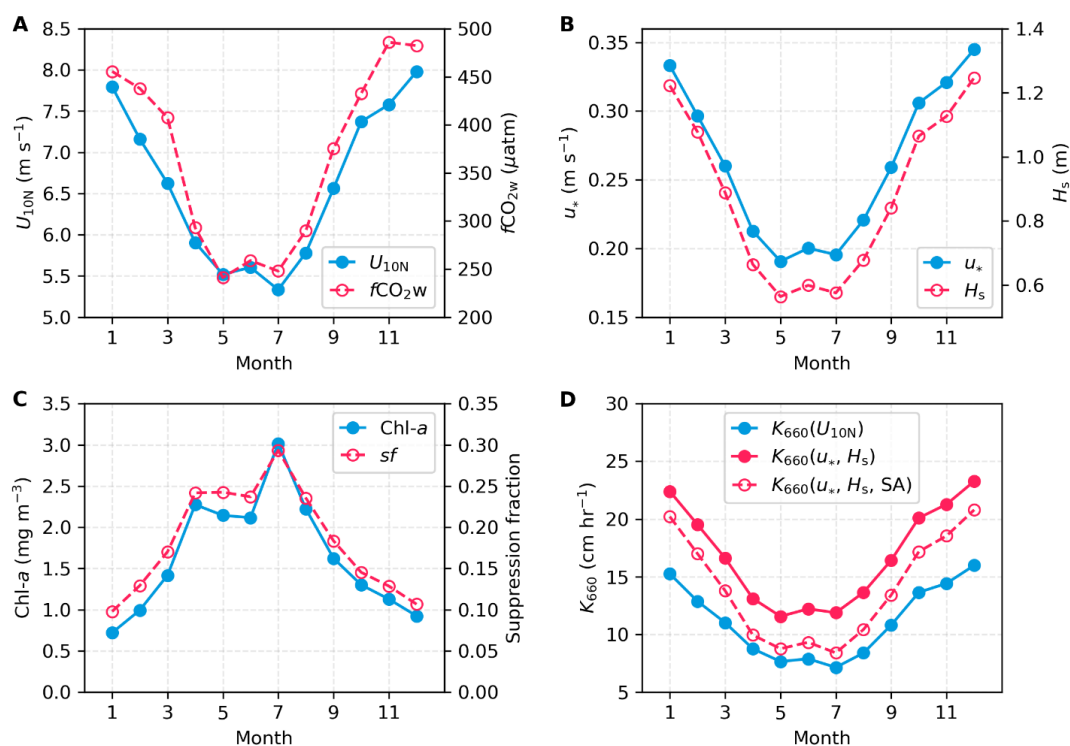 A
8.5
8.0
7.5
7.0
6.5
6.0
5.5
5.0
U10N (m s−1)
500
450
400
350
300
250
200
fCO2w (μatm)
U10N
fCO2w
1 3 5 7 9 11
Month
B
0.35
0.30
0.25
0.20
0.15
u* (m s−1)
1.4
1.2
1.0
0.8
0.6
Hs (m)
u*
Hs
1 3 5 7 9 11
Month
C
3.5
3.0
2.5
2.0
1.5
1.0
0.5
0.0
Chl-a (mg m−3)
0.35
0.30
0.25
0.20
0.15
0.10
0.05
0.00
Suppression fraction
Chl-a
sf
1 3 5 7 9 11
Month
D
30
25
20
15
10
5
K660 (cm hr−1)
K660(U10N)
K660(u*, Hs)
K660(u*, Hs, SA)
1 3 5 7 9 11
Month